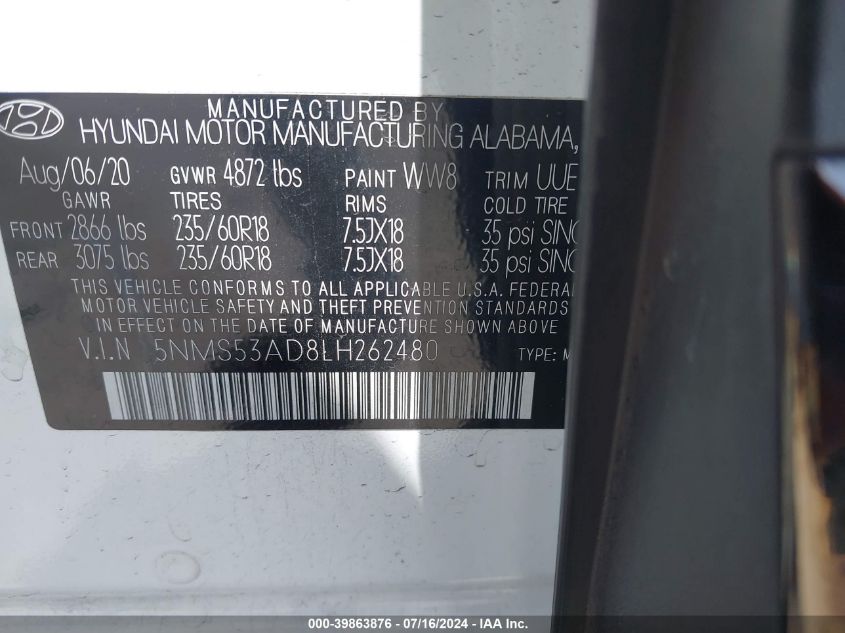 MANUFACTURED BY
HYUNDAI MOTOR MANUFACTURING ALABAMA,
Aug/06/20 GVWR 4872 lbs PAINT WW8 TRIM UUE
GAWR TIRES RIMS COLD TIRE
FRONT 2866 lbs 235/60R18 7.5JX18 35 psi SING
REAR 3075 lbs 235/60R18 7.5JX18 35 psi SING
THIS VEHICLE CONFORMS TO ALL APPLICABLE U.S.A. FEDERAL
MOTOR VEHICLE SAFETY AND THEFT PREVENTION STANDARDS
IN EFFECT ON THE DATE OF MANUFACTURE SHOWN ABOVE.
V.I.N 5NMS53AD8LH262480 TYPE: M
000-39863876 - 07/16/2024 - IAA Inc.